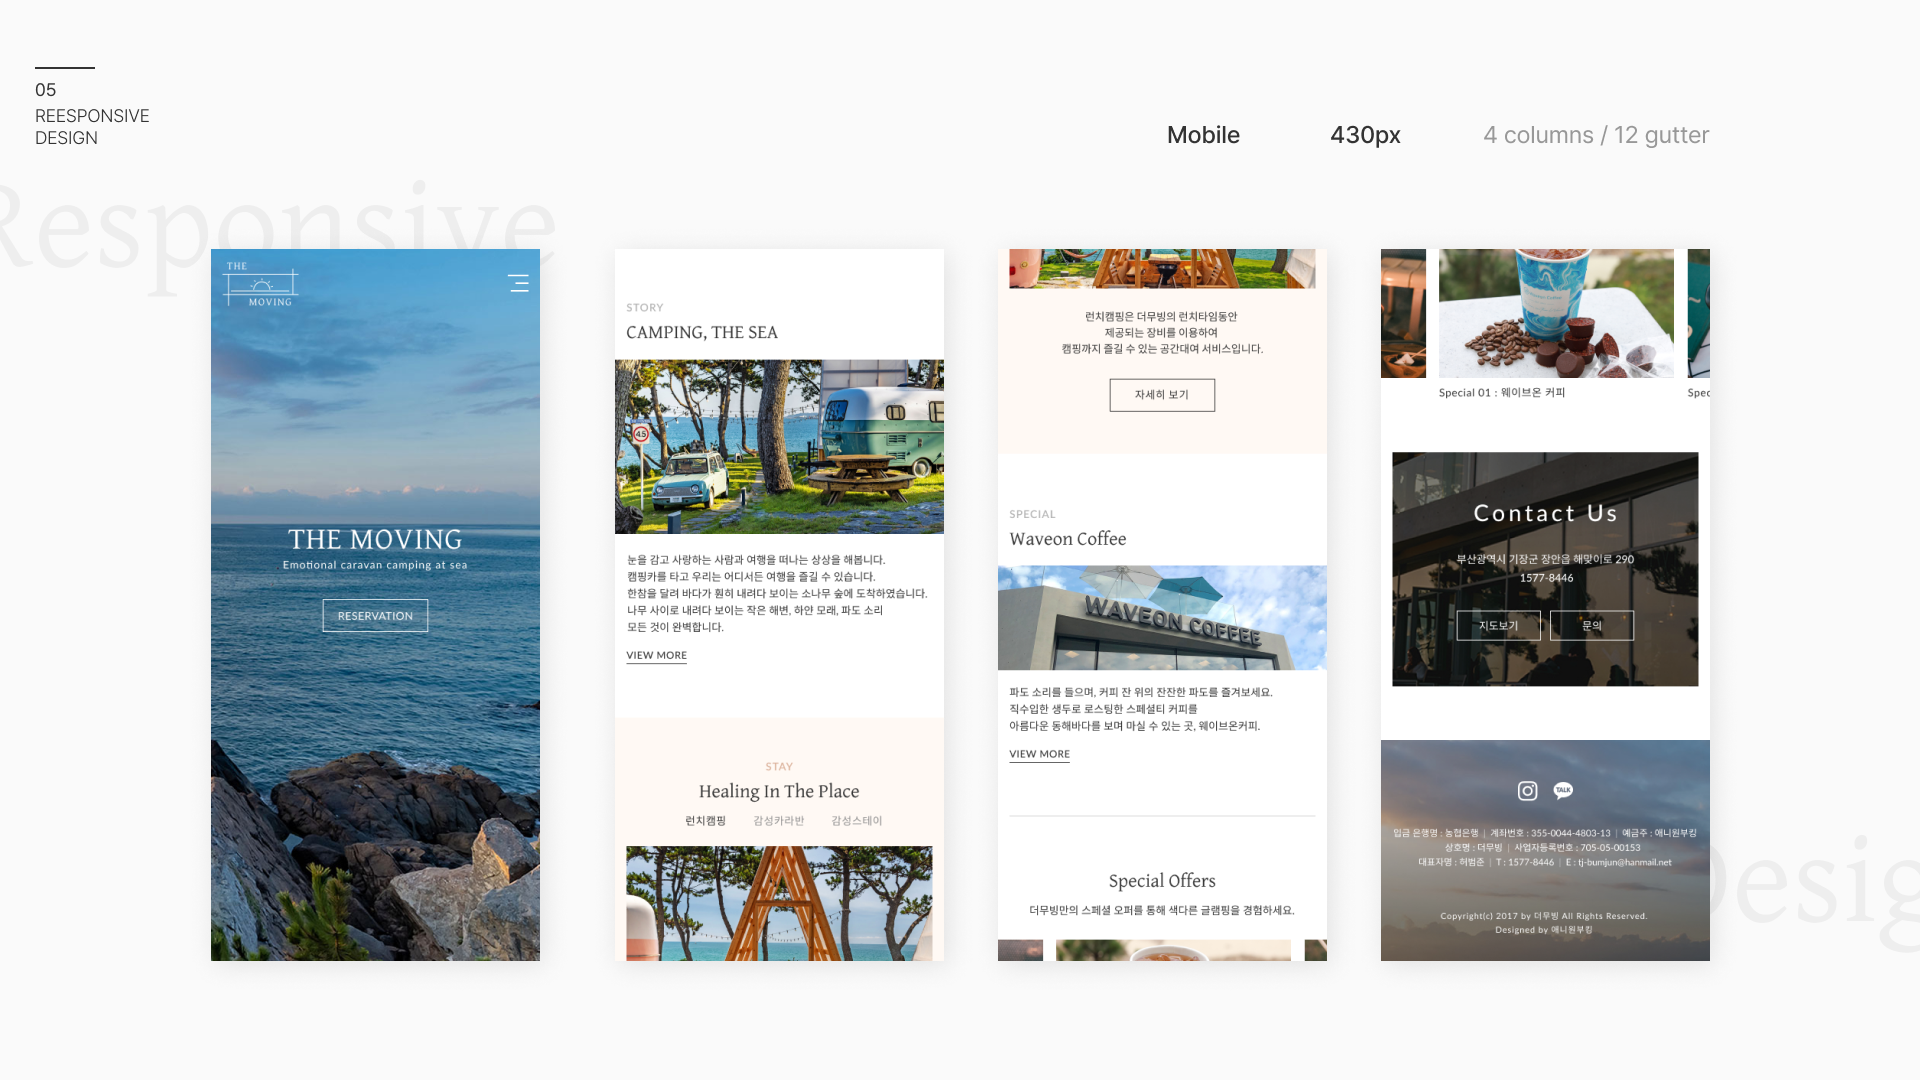 05
REESPONSIVE
DESIGN
Mobile
430px
4 columns / 12 gutter
Responsive
THE
MOVING
THE MOVING
Emotional caravan camping at sea
RESERVATION
STORY
CAMPING, THE SEA
45
눈을 감고 사랑하는 사람과 여행을 떠나는 상상을 해봅니다.
캠핑카를 타고 우리는 어디서든 여행을 즐길 수 있습니다.
한참을 달려 바다가 훤히 내려다 보이는 소나무 숲에 도착하였습니다.
나무 사이로 내려다 보이는 작은 해변, 하얀 모래, 파도 소리
모든 것이 완벽합니다.
VIEW MORE
STAY
Healing In The Place
런치캠핑
감성카라반
감성스테이
런치캠핑은 더무빙의 런치타임동안
제공되는 장비를 이용하여
캠핑까지 즐길 수 있는 공간대여 서비스입니다.
자세히 보기
SPECIAL
Waveon Coffee
WAVEON COFFEE
파도 소리를 들으며, 커피 잔 위의 잔잔한 파도를 즐겨보세요.
직수입한 생두로 로스팅한 스페셜티 커피를
아름다운 동해바다를 보며 마실 수 있는 곳, 웨이브온커피.
VIEW MORE
Special Offers
더무빙만의 스페셜 오퍼를 통해 색다른 글램핑을 경험하세요.
Special 01 : 웨이브온 커피
Spec
Contact Us
부산광역시 기장군 장안읍 해맞이로 290
1577-8446
지도보기
문의
TALK
입금 은행명 : 농협은행 | 계좌번호 : 355-0044-4803-13 | 예금주 : 애니원부킹
상호명 : 더무빙 | 사업자등록번호 : 705-05-00153
대표자명 : 허범준 | T : 1577-8446 | E : tj-bumjun@hanmail.net
Copyright(c) 2017 by 더무빙 All Rights Reserved.
Designed by 애니원부킹
Desig